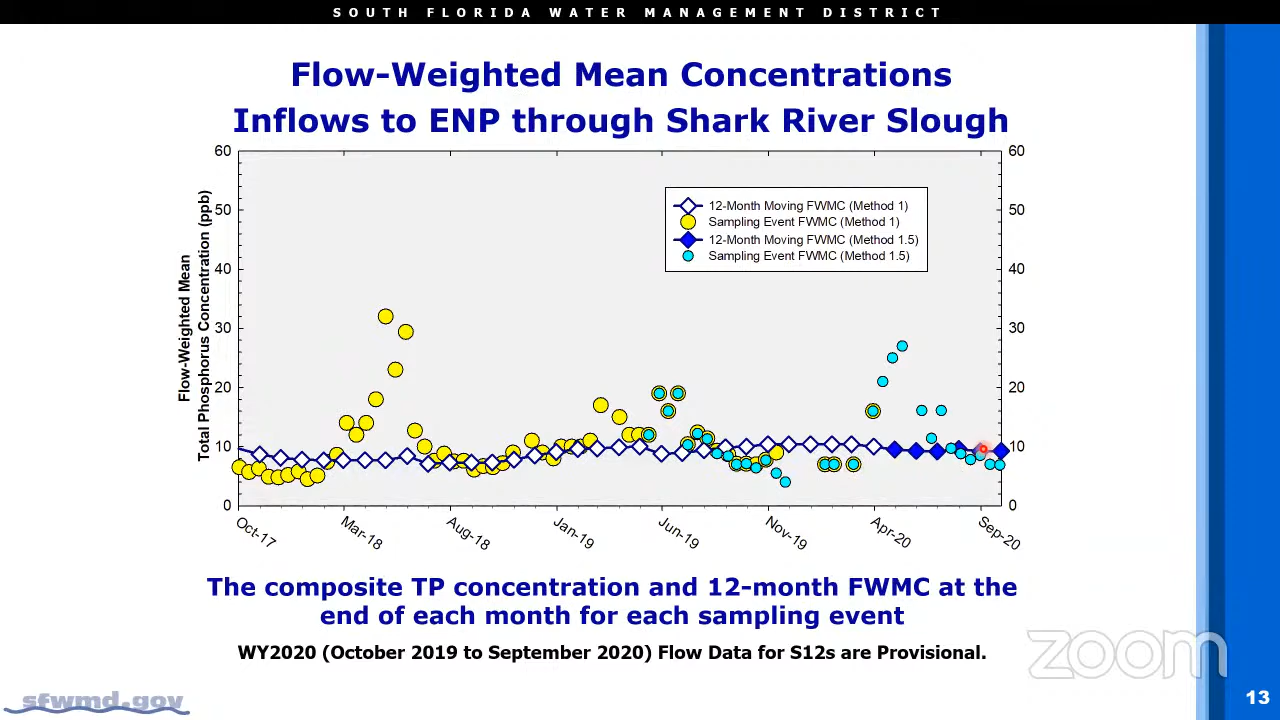 SOUTH FLORIDA WATER MANAGEMENT DISTRICT
Flow-Weighted Mean Concentrations
Inflows to ENP through Shark River Slough
Flow-Weighted Mean
Total Phosphorus Concentration (ppb)
60
50
40
30
20
10
0
60
50
40
30
20
10
0
12-Month Moving FWMC (Method 1)
Sampling Event FWMC (Method 1)
12-Month Moving FWMC (Method 1.5)
Sampling Event FWMC (Method 1.5)
Oct-17
Mar-18
Aug-18
Jan-19
Jun-19
Nov-19
Apr-20
Sep-20
The composite TP concentration and 12-month FWMC at the
end of each month for each sampling event
WY2020 (October 2019 to September 2020) Flow Data for S12s are Provisional.
zoom
sfwmd.gov
13